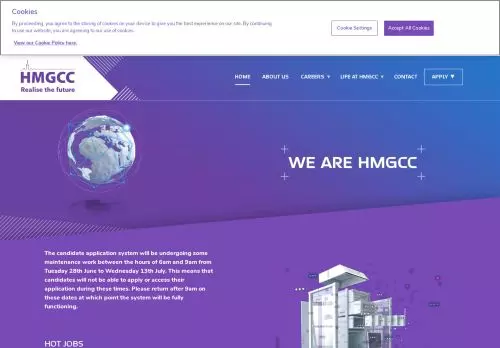 Cookies
By proceeding, you agree to the storing of cookies on your device to give you the best experience on our site. By continuing
to use our website, you are agreeing to our use of cookies.
View our Cookie Policy here.
Cookie Settings
Accept All Cookies
HMGCC
Realise the future
HOME
ABOUT US
CAREERS
LIFE AT HMGCC
CONTACT
APPLY
WE ARE HMGCC
The candidate application system will be undergoing some
maintenance work between the hours of 6am and 9am from
Tuesday 28th June to Wednesday 13th July. This means that
candidates will not be able to apply or access their
application during these times. Please return after 9am on
these dates at which point the system will be fully
functioning.
HOT JOBS